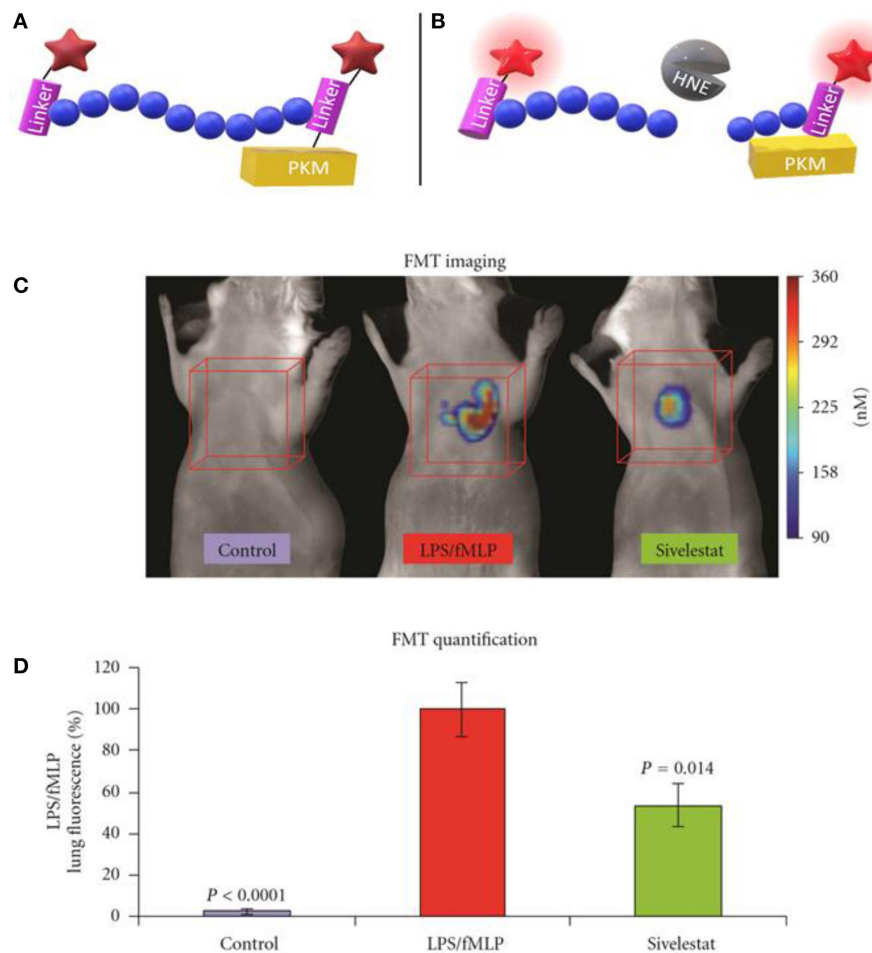 A
B
Linker
Linker
PKM
Linker
HNE
Linker
PKM
C
FMT imaging
360
292
225
158
90
(nM)
Control
LPS/fMLP
Sivelestat
D
FMT quantification
LPS/fMLP
lung fluorescence (%)
120
100
80
60
40
20
0
P < 0.0001
P = 0.014
Control
LPS/fMLP
Sivelestat